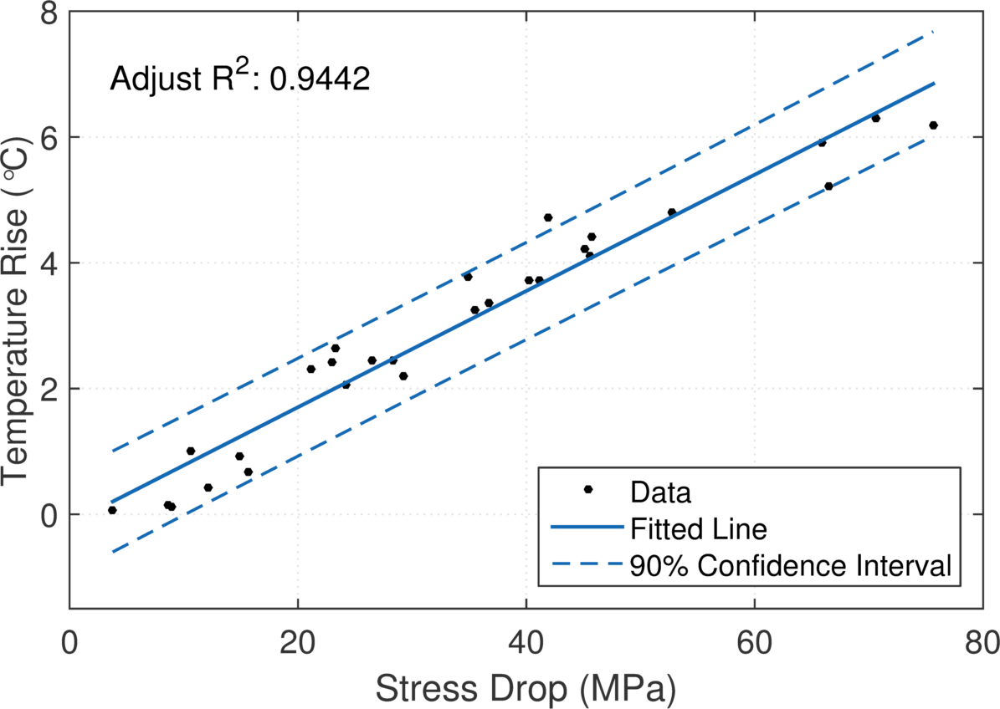 8
Adjust R²: 0.9442
6
4
2
0
Temperature Rise (°C)
Data
Fitted Line
90% Confidence Interval
0 20 40 60 80
Stress Drop (MPa)